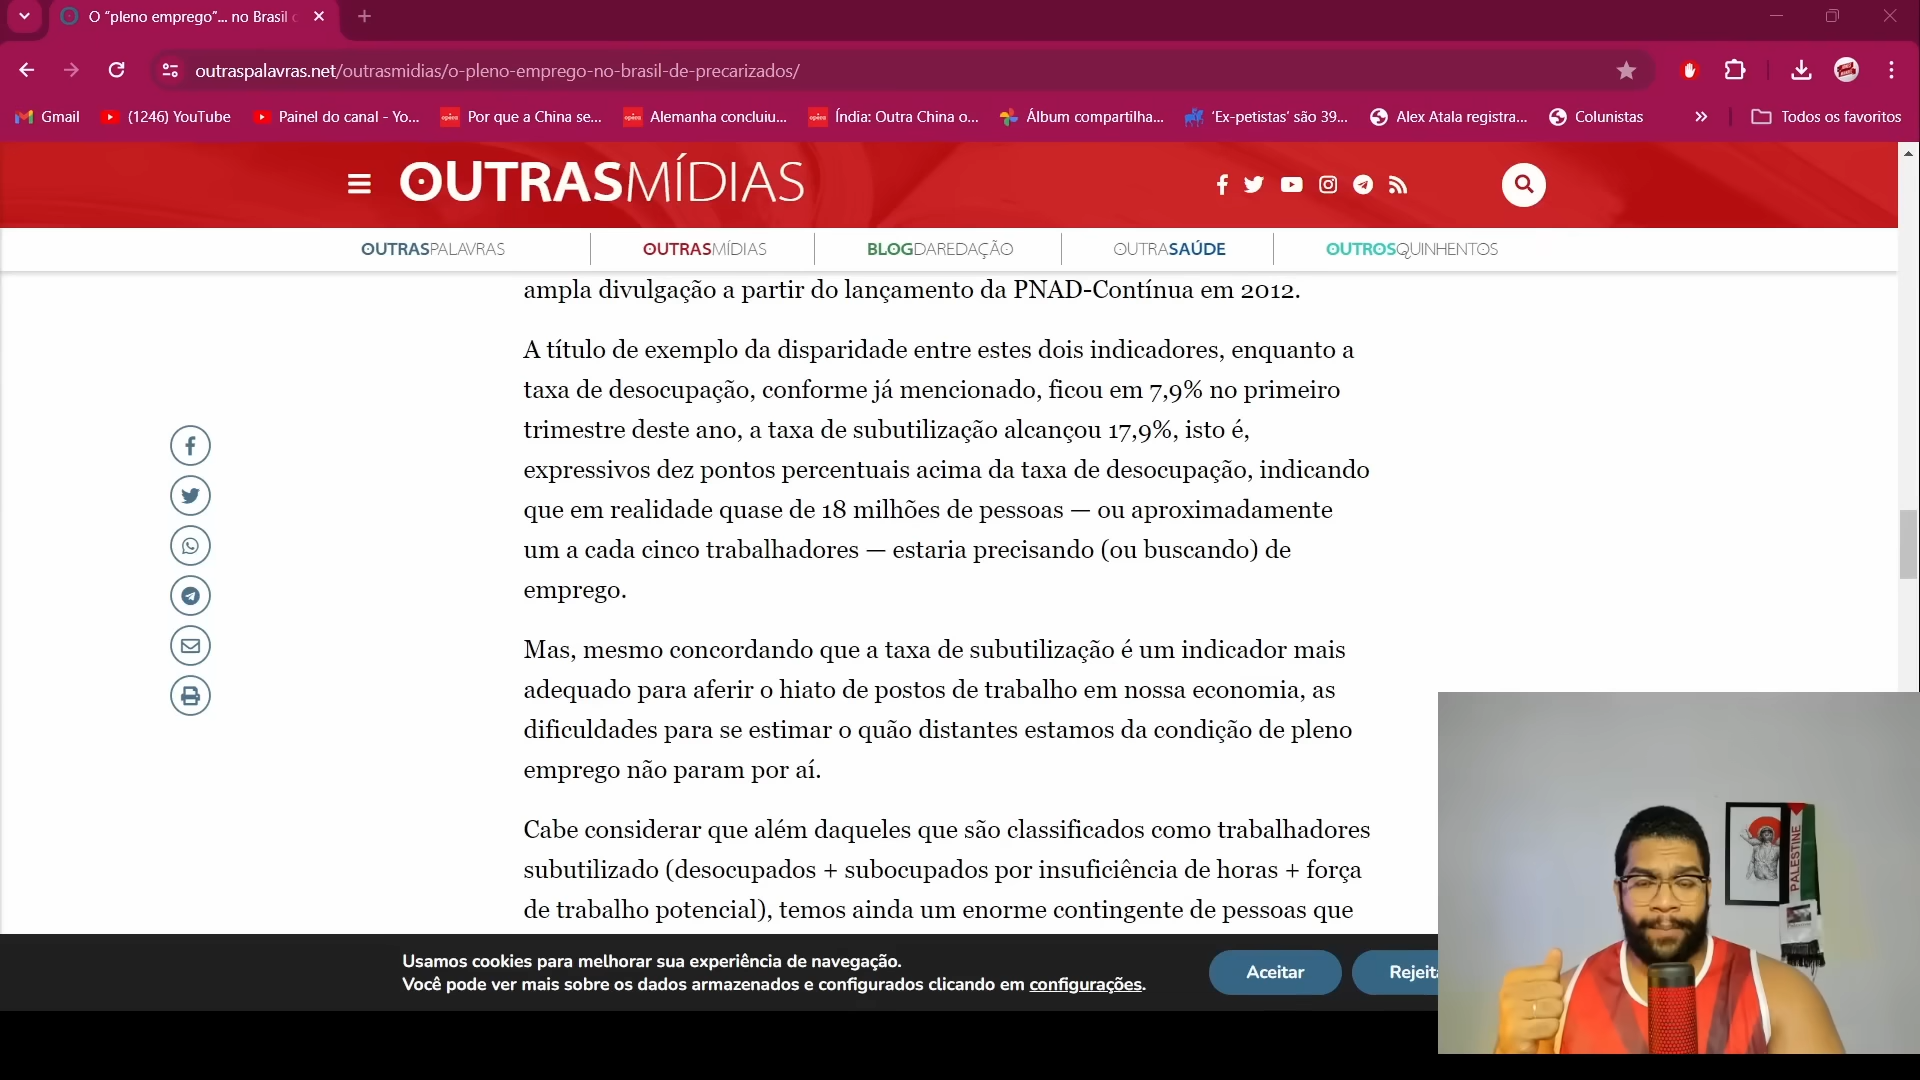 O “pleno emprego”... no Brasil
outraspalavras.net/outrasmidias/o-pleno-emprego-no-brasil-de-precarizados/
Gmail
(1246) YouTube
Painel do canal - Yo...
Por que a China se...
Alemanha concluiu...
Índia: Outra China o...
Álbum compartilha...
‘Ex-petistas’ são 39...
Alex Atala registra...
Colunistas
Todos os favoritos
OUTRASMÍDIAS
OUTRASPALAVRAS
OUTRASMÍDIAS
BLOGDAREDAÇÃO
OUTRASAÚDE
OUTROSQUINHENTOS
ampla divulgação a partir do lançamento da PNAD-Contínua em 2012.
A título de exemplo da disparidade entre estes dois indicadores, enquanto a
taxa de desocupação, conforme já mencionado, ficou em 7,9% no primeiro
trimestre deste ano, a taxa de subutilização alcançou 17,9%, isto é,
expressivos dez pontos percentuais acima da taxa de desocupação, indicando
que em realidade quase de 18 milhões de pessoas — ou aproximadamente
um a cada cinco trabalhadores — estaria precisando (ou buscando) de
emprego.
Mas, mesmo concordando que a taxa de subutilização é um indicador mais
adequado para aferir o hiato de postos de trabalho em nossa economia, as
dificuldades para se estimar o quão distantes estamos da condição de pleno
emprego não param por aí.
Cabe considerar que além daqueles que são classificados como trabalhadores
subutilizado (desocupados + subocupados por insuficiência de horas + força
de trabalho potencial), temos ainda um enorme contingente de pessoas que
Usamos cookies para melhorar sua experiência de navegação.
Você pode ver mais sobre os dados armazenados e configurados clicando em configurações.
Aceitar
Rejeita
PALESTINE